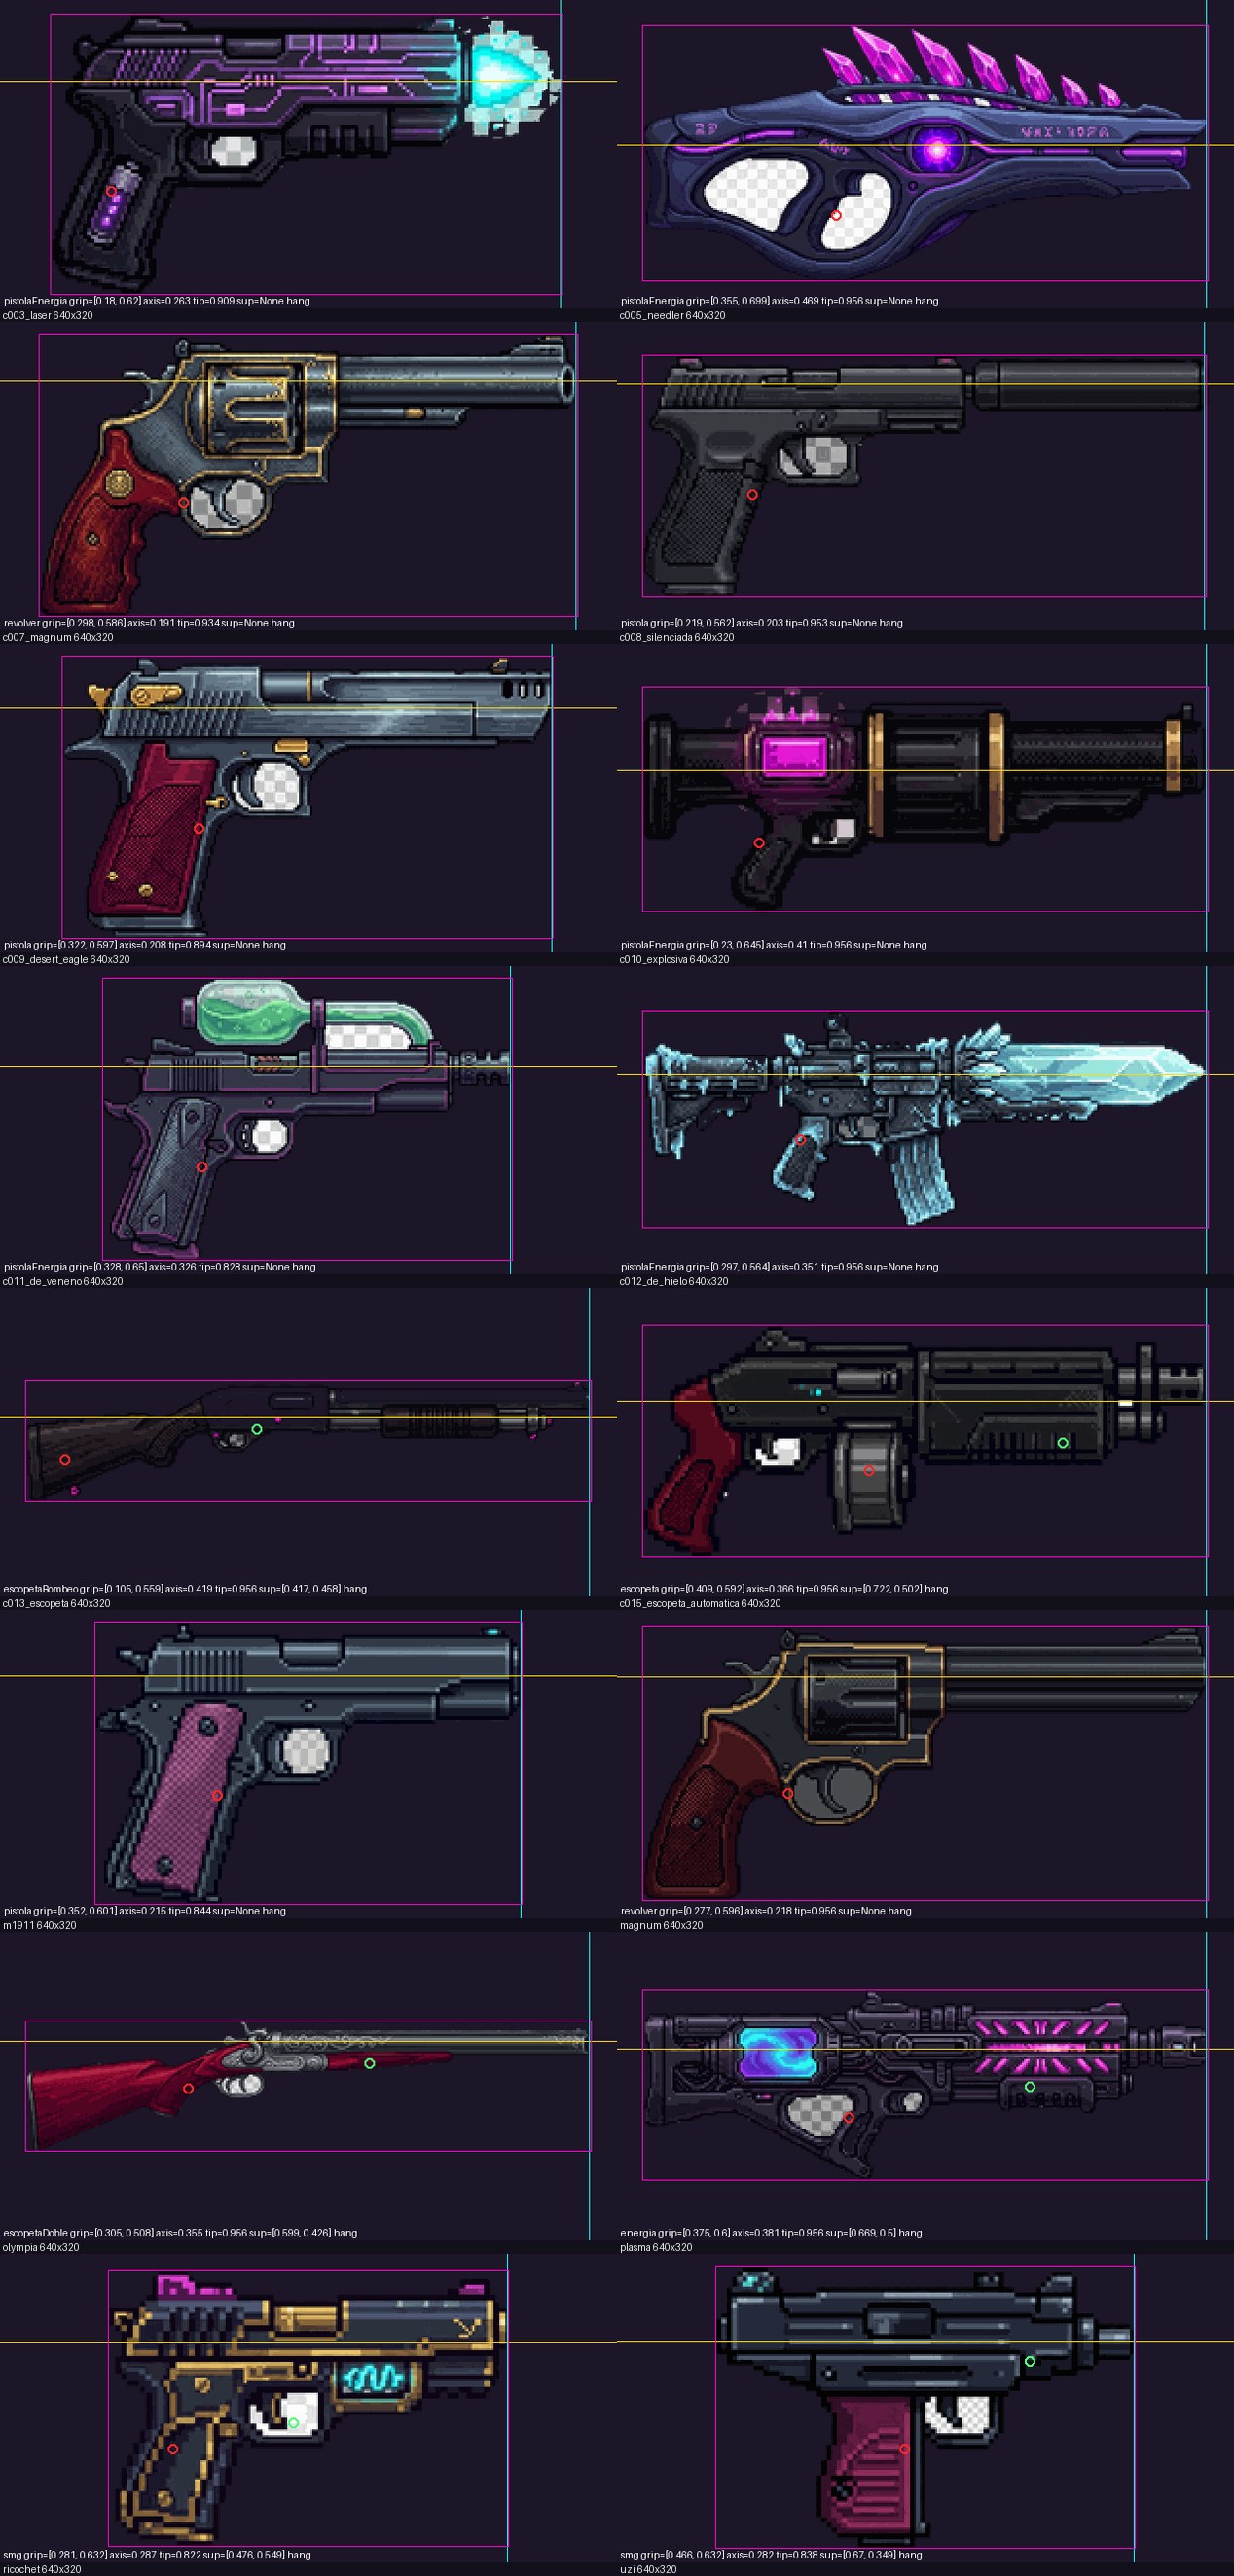 pistolaEnergia grip=[0.18, 0.62] axis=0.263 tip=0.909 sup=None hang
c003_laser 640x320
pistolaEnergia grip=[0.355, 0.699] axis=0.469 tip=0.956 sup=None hang
c005_needler 640x320
revolver grip=[0.298, 0.586] axis=0.191 tip=0.934 sup=None hang
c007_magnum 640x320
pistola grip=[0.219, 0.562] axis=0.203 tip=0.953 sup=None hang
c008_silenciada 640x320
pistola grip=[0.322, 0.597] axis=0.208 tip=0.894 sup=None hang
c009_desert_eagle 640x320
pistolaEnergia grip=[0.23, 0.645] axis=0.41 tip=0.956 sup=None hang
c010_explosiva 640x320
pistolaEnergia grip=[0.328, 0.65] axis=0.326 tip=0.828 sup=None hang
c011_de_veneno 640x320
pistolaEnergia grip=[0.297, 0.564] axis=0.351 tip=0.956 sup=None hang
c012_de_hielo 640x320
escopetaBombeo grip=[0.105, 0.559] axis=0.419 tip=0.956 sup=[0.417, 0.458] hang
c013_escopeta 640x320
escopeta grip=[0.409, 0.592] axis=0.366 tip=0.956 sup=[0.722, 0.502] hang
c015_escopeta_automatica 640x320
pistola grip=[0.352, 0.601] axis=0.215 tip=0.844 sup=None hang
m1911 640x320
revolver grip=[0.277, 0.596] axis=0.218 tip=0.956 sup=None hang
magnum 640x320
escopetaDoble grip=[0.305, 0.508] axis=0.355 tip=0.956 sup=[0.599, 0.426] hang
olympia 640x320
energia grip=[0.375, 0.6] axis=0.381 tip=0.956 sup=[0.669, 0.5] hang
plasma 640x320
smg grip=[0.281, 0.632] axis=0.287 tip=0.822 sup=[0.476, 0.549] hang
ricochet 640x320
smg grip=[0.466, 0.632] axis=0.282 tip=0.838 sup=[0.67, 0.349] hang
uzi 640x320